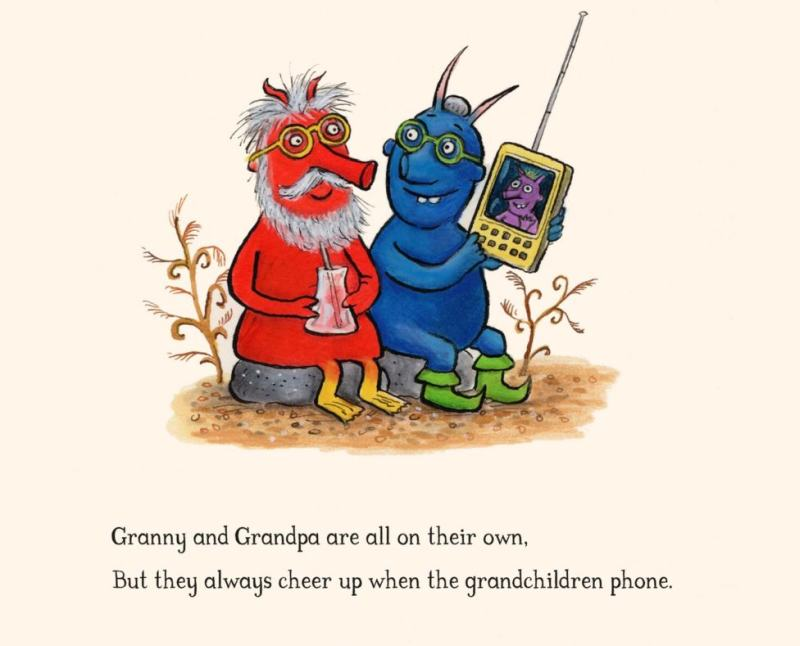 Granny and Grandpa are all on their own,
But they always cheer up when the grandchildren phone.